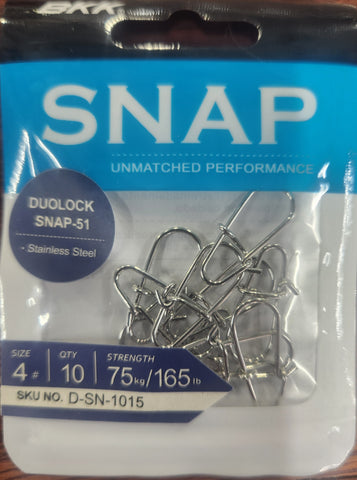 BKK
SNAP
UNMATCHED PERFORMANCE
DUOLOCK
SNAP-51
• Stainless Steel
SIZE QTY STRENGTH
4# 10 75kg/165lb
SKU NO. D-SN-1015